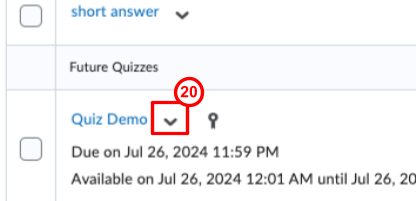 short answer
Future Quizzes
20
Quiz Demo
Due on Jul 26, 2024 11:59 PM
Available on Jul 26, 2024 12:01 AM until Jul 26, 20